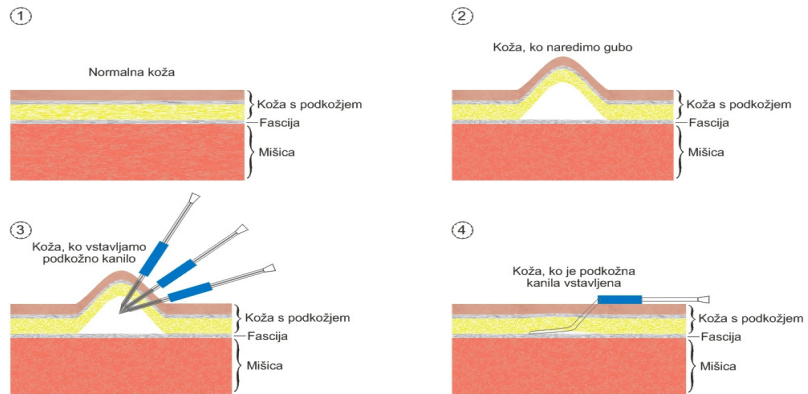 1
Normalna koža
Koža s podkožjem
Fascija
Mišica
2
Koža, ko naredimo gubo
Koža s podkožjem
Fascija
Mišica
3
Koža, ko vstavljamo
podkožno kanilo
Koža s podkožjem
Fascija
Mišica
4
Koža, ko je podkožna
kanila vstavljena
Koža s podkožjem
Fascija
Mišica